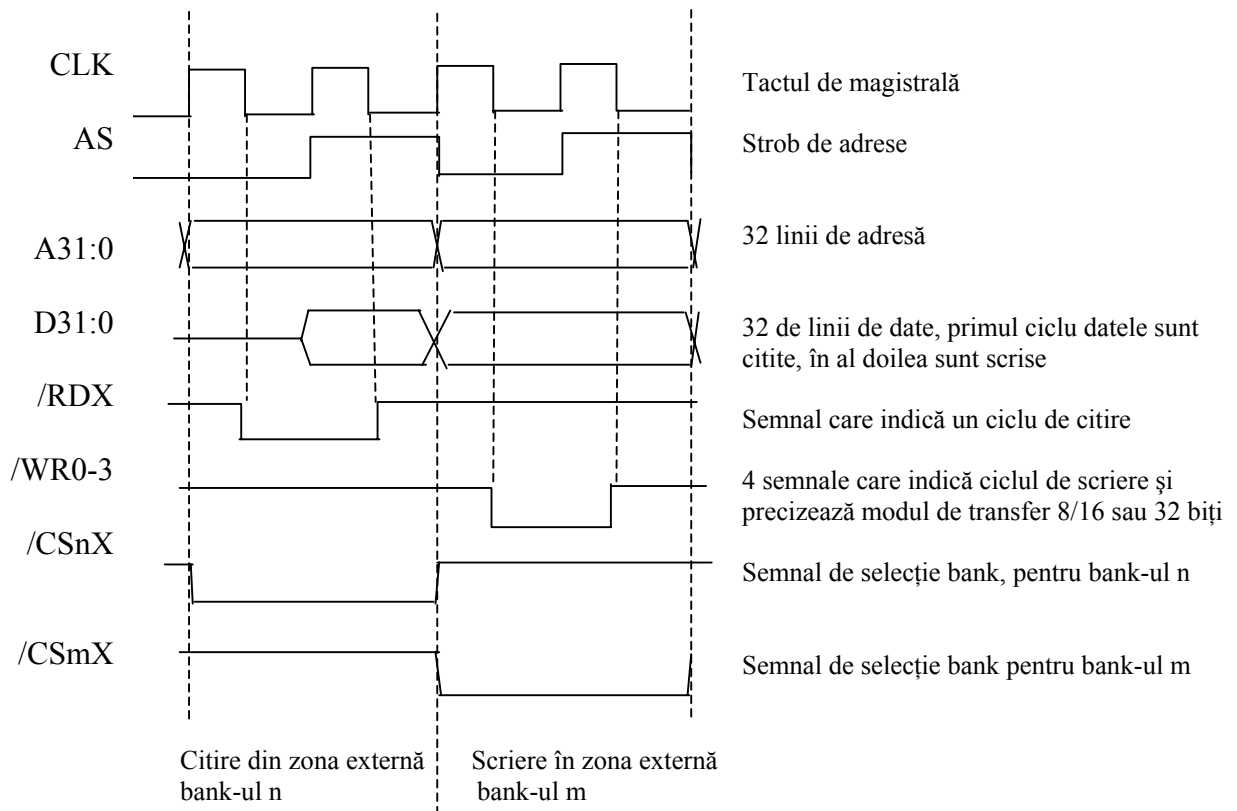 CLK
Tactul de magistrală
AS
Strob de adrese
A31:0
32 linii de adresă
D31:0
32 de linii de date, primul ciclu datele sunt
citite, în al doilea sunt scrise
/RDX
Semnal care indică un ciclu de citire
/WR0-3
4 semnale care indică ciclul de scriere şi
precizează modul de transfer 8/16 sau 32 biți
/CSnX
Semnal de selecție bank, pentru bank-ul n
/CSmX
Semnal de selecție bank pentru bank-ul m
Citire din zona externă
bank-ul n
Scriere în zona externă
bank-ul m